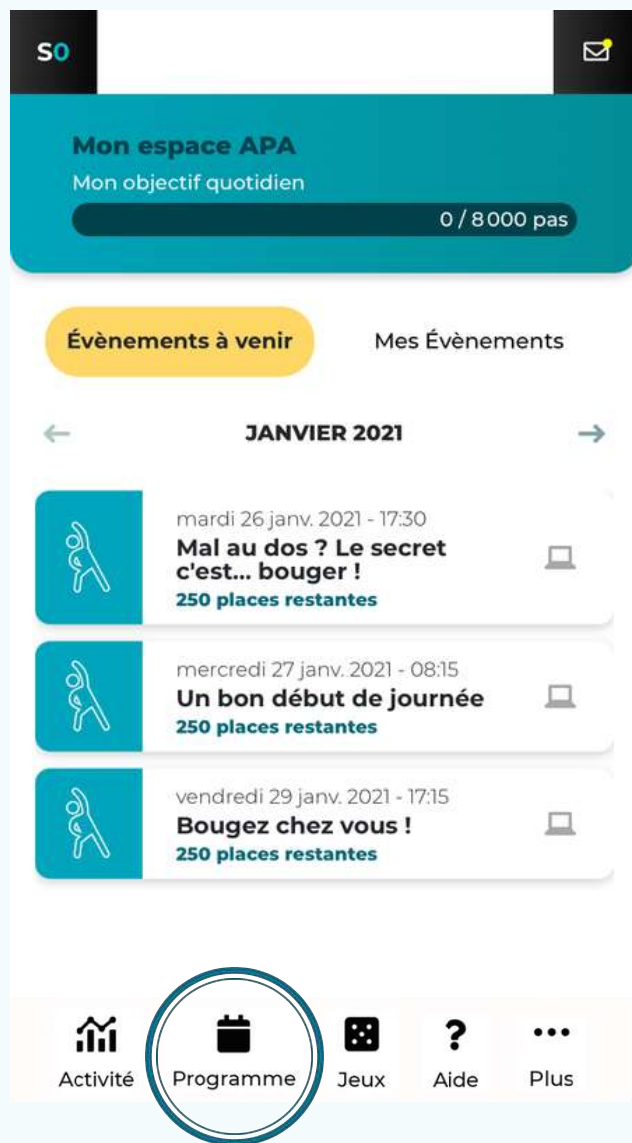 S0
Mon espace APA
Mon objectif quotidien
0 / 8 000 pas
Évènements à venir
Mes Évènements
JANVIER 2021
mardi 26 janv. 2021 - 17:30
Mal au dos ? Le secret
c'est... bouger !
250 places restantes
mercredi 27 janv. 2021 - 08:15
Un bon début de journée
250 places restantes
vendredi 29 janv. 2021 - 17:15
Bougez chez vous !
250 places restantes
Activité
Programme
Jeux
Aide
Plus